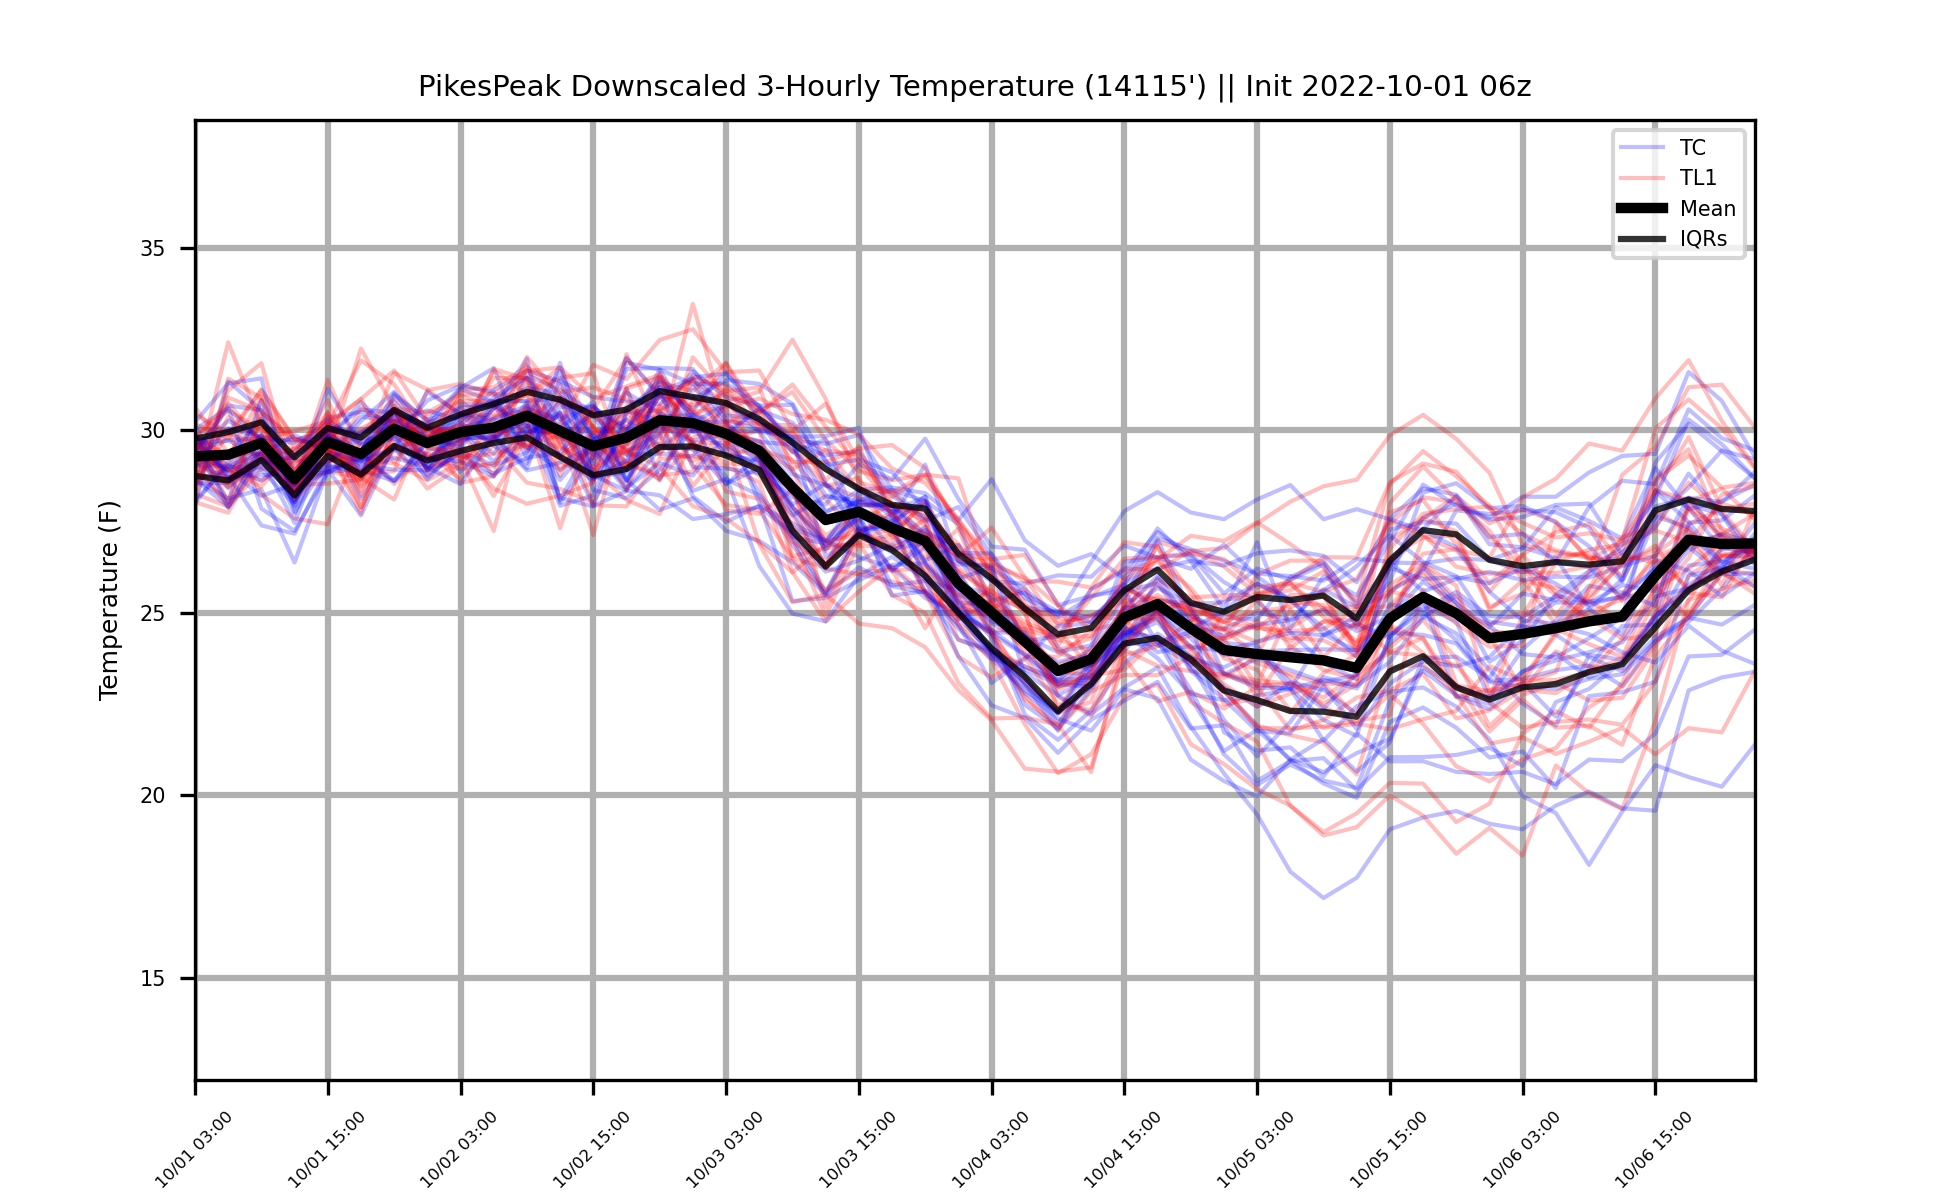 PikesPeak Downscaled 3-Hourly Temperature (14115') || Init 2022-10-01 06z
TC
TL1
Mean
IQRs
Temperature (F)
35
30
25
20
15
10/01 03:00
10/01 15:00
10/02 03:00
10/02 15:00
10/03 03:00
10/03 15:00
10/04 03:00
10/04 15:00
10/05 03:00
10/05 15:00
10/06 03:00
10/06 15:00